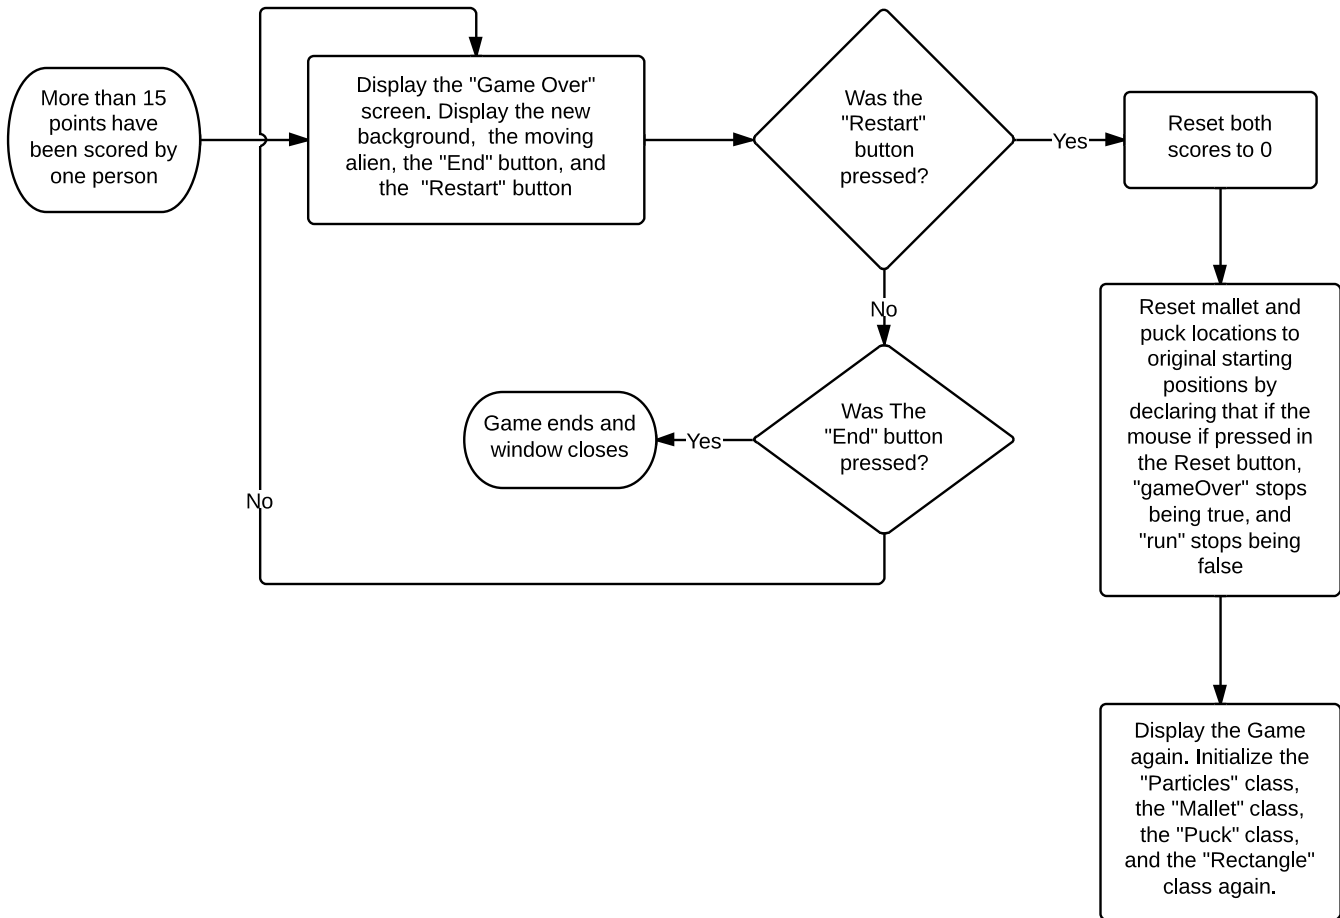 More than 15
points have
been scored by
one person
Display the "Game Over"
screen. Display the new
background,  the moving
alien, the "End" button, and
the  "Restart" button
Was the
"Restart"
button
pressed?
Yes
Reset both
scores to 0
No
Reset mallet and
puck locations to
original starting
positions by
declaring that if the
mouse if pressed in
the Reset button,
"gameOver" stops
being true, and
"run" stops being
false
Was The
"End" button
pressed?
Yes
Game ends and
window closes
No
Display the Game
again. Initialize the
"Particles" class,
the "Mallet" class,
the "Puck" class,
and the "Rectangle"
class again.